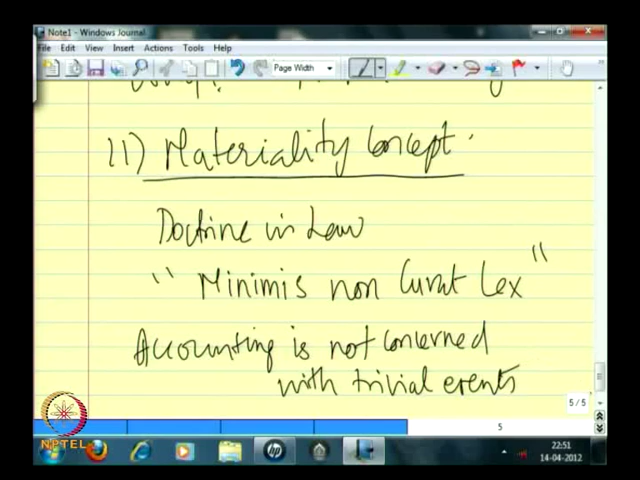 Note1 - Windows Journal
File Edit View Insert Actions Tools Help
Page Width
11) Materiality Concept.
Doctrine in Law
" Minimis non Curat Lex "
Accounting is not concerned
with trivial events
5 / 5
5
NPTEL
22:51
14-04-2012